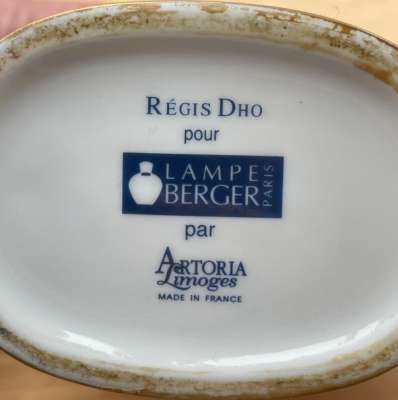 RÉGIS DHO
pour
LAMPE
BERGER
PARIS
par
ARTORIA
Limoges
MADE IN FRANCE